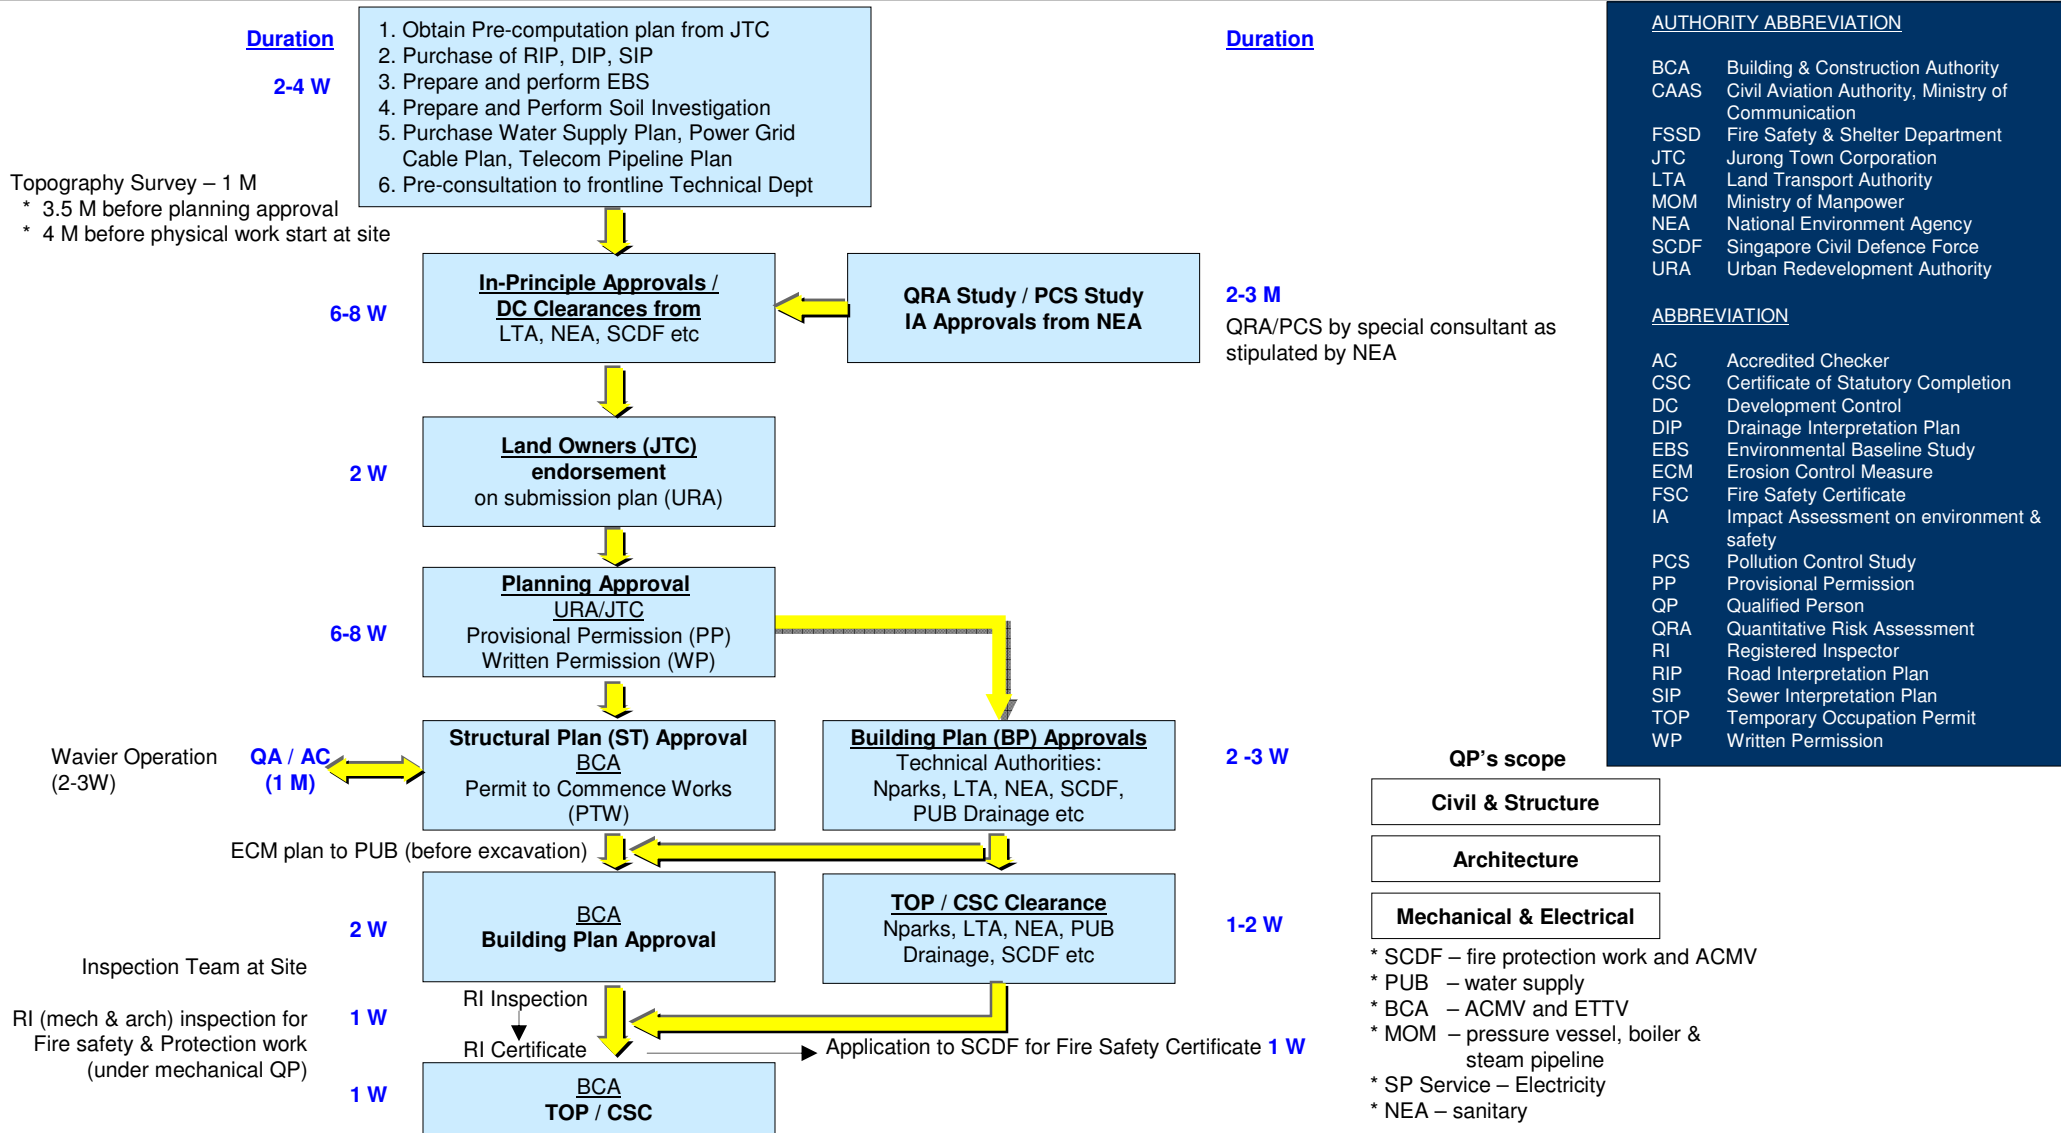 Duration
2-4 W
1. Obtain Pre-computation plan from JTC
2. Purchase of RIP, DIP, SIP
3. Prepare and perform EBS
4. Prepare and Perform Soil Investigation
5. Purchase Water Supply Plan, Power Grid
Cable Plan, Telecom Pipeline Plan
6. Pre-consultation to frontline Technical Dept
Duration
Topography Survey – 1 M
* 3.5 M before planning approval
* 4 M before physical work start at site
6-8 W
In-Principle Approvals /
DC Clearances from
LTA, NEA, SCDF etc
QRA Study / PCS Study
IA Approvals from NEA
2-3 M
QRA/PCS by special consultant as
stipulated by NEA
2 W
Land Owners (JTC)
endorsement
on submission plan (URA)
6-8 W
Planning Approval
URA/JTC
Provisional Permission (PP)
Written Permission (WP)
Wavier Operation
(2-3W)
QA / AC
(1 M)
Structural Plan (ST) Approval
BCA
Permit to Commence Works
(PTW)
Building Plan (BP) Approvals
Technical Authorities:
Nparks, LTA, NEA, SCDF,
PUB Drainage etc
2 -3 W
ECM plan to PUB (before excavation)
2 W
BCA
Building Plan Approval
TOP / CSC Clearance
Nparks, LTA, NEA, PUB
Drainage, SCDF etc
1-2 W
Inspection Team at Site
RI (mech & arch) inspection for
Fire safety & Protection work
(under mechanical QP)
1 W
RI Inspection
RI Certificate
Application to SCDF for Fire Safety Certificate 1 W
1 W
BCA
TOP / CSC
QP's scope
Civil & Structure
Architecture
Mechanical & Electrical
* SCDF – fire protection work and ACMV
* PUB – water supply
* BCA – ACMV and ETTV
* MOM – pressure vessel, boiler &
steam pipeline
* SP Service – Electricity
* NEA – sanitary
AUTHORITY ABBREVIATION
BCA Building & Construction Authority
CAAS Civil Aviation Authority, Ministry of
Communication
FSSD Fire Safety & Shelter Department
JTC Jurong Town Corporation
LTA Land Transport Authority
MOM Ministry of Manpower
NEA National Environment Agency
SCDF Singapore Civil Defence Force
URA Urban Redevelopment Authority
ABBREVIATION
AC Accredited Checker
CSC Certificate of Statutory Completion
DC Development Control
DIP Drainage Interpretation Plan
EBS Environmental Baseline Study
ECM Erosion Control Measure
FSC Fire Safety Certificate
IA Impact Assessment on environment &
safety
PCS Pollution Control Study
PP Provisional Permission
QP Qualified Person
QRA Quantitative Risk Assessment
RI Registered Inspector
RIP Road Interpretation Plan
SIP Sewer Interpretation Plan
TOP Temporary Occupation Permit
WP Written Permission